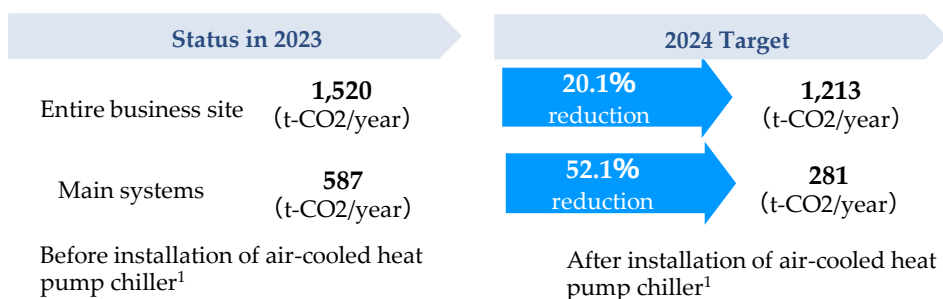 Status in 2023
2024 Target
Entire business site
1,520
(t-CO2/year)
20.1%
reduction
1,213
(t-CO2/year)
Main systems
587
(t-CO2/year)
52.1%
reduction
281
(t-CO2/year)
Before installation of air-cooled heat
pump chiller¹
After installation of air-cooled heat
pump chiller¹